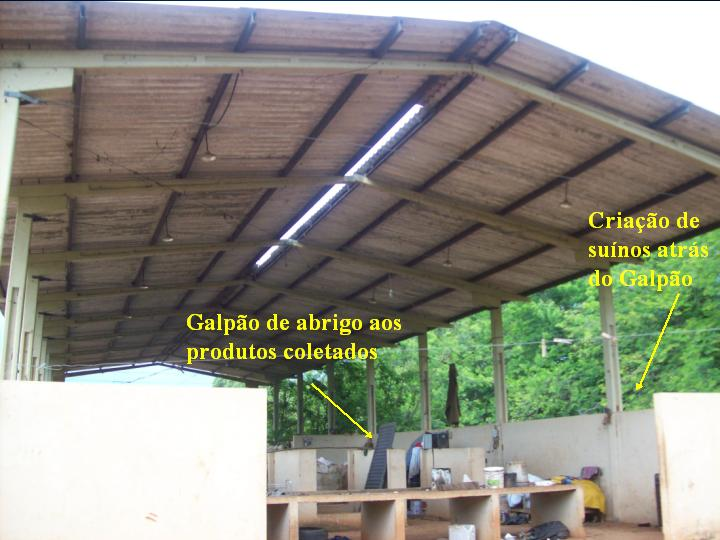 Criação de
suínos atrás
do Galpão
Galpão de abrigo aos
produtos coletados